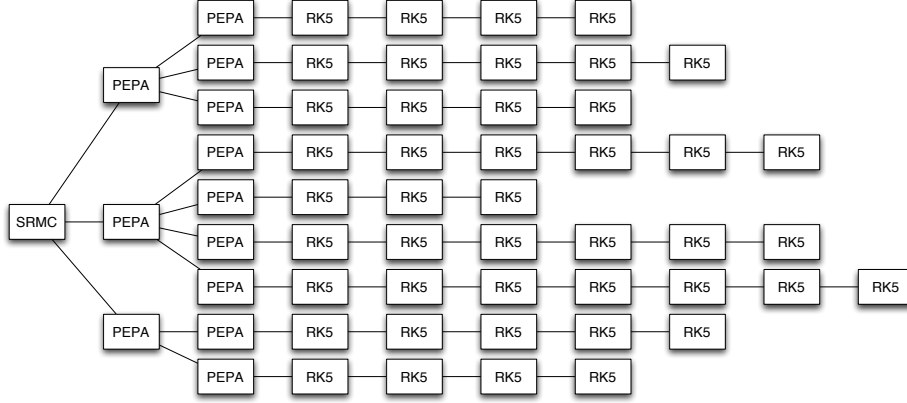 PEPA RK5 RK5 RK5 RK5
PEPA RK5 RK5 RK5 RK5 RK5
PEPA
PEPA RK5 RK5 RK5 RK5
PEPA RK5 RK5 RK5 RK5 RK5 RK5
PEPA RK5 RK5 RK5
SRMC PEPA
PEPA RK5 RK5 RK5 RK5 RK5 RK5
PEPA RK5 RK5 RK5 RK5 RK5 RK5 RK5
PEPA PEPA RK5 RK5 RK5 RK5 RK5
PEPA RK5 RK5 RK5 RK5